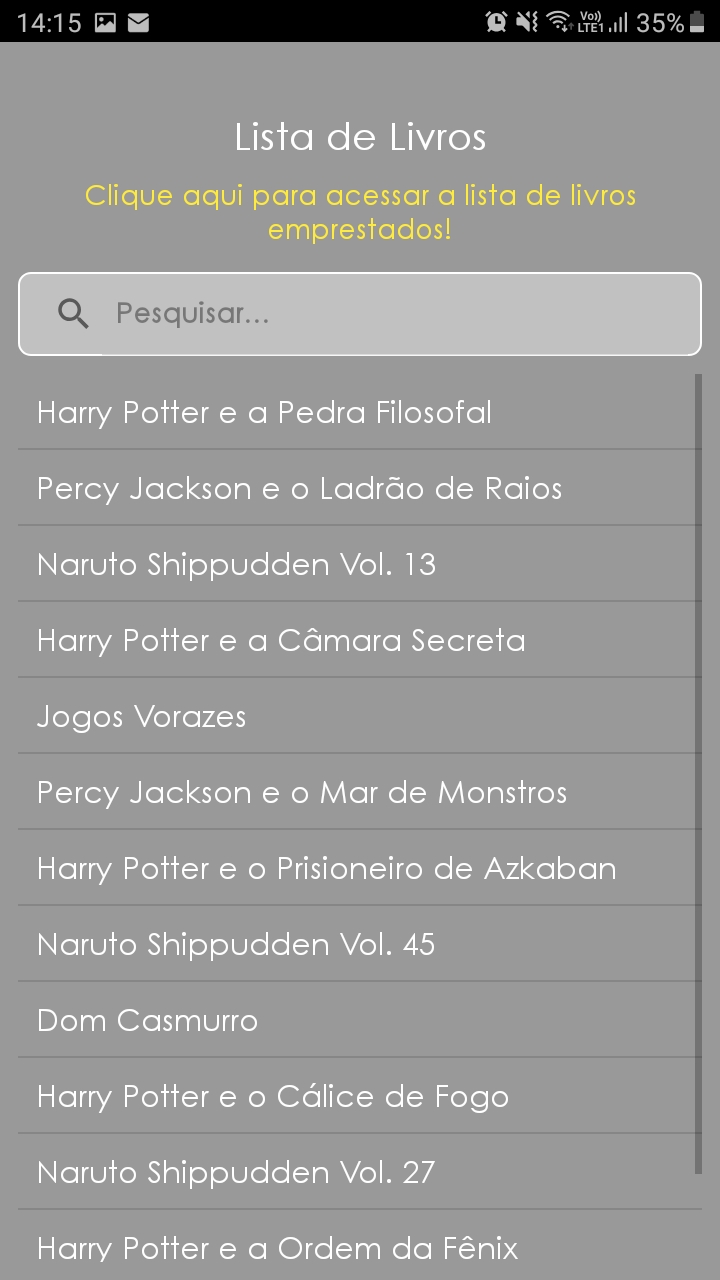 14:15 Vo)) LTE1 35%
Lista de Livros
Clique aqui para acessar a lista de livros
emprestados!
Pesquisar...
Harry Potter e a Pedra Filosofal
Percy Jackson e o Ladrão de Raios
Naruto Shippudden Vol. 13
Harry Potter e a Câmara Secreta
Jogos Vorazes
Percy Jackson e o Mar de Monstros
Harry Potter e o Prisioneiro de Azkaban
Naruto Shippudden Vol. 45
Dom Casmurro
Harry Potter e o Cálice de Fogo
Naruto Shippudden Vol. 27
Harry Potter e a Ordem da Fênix